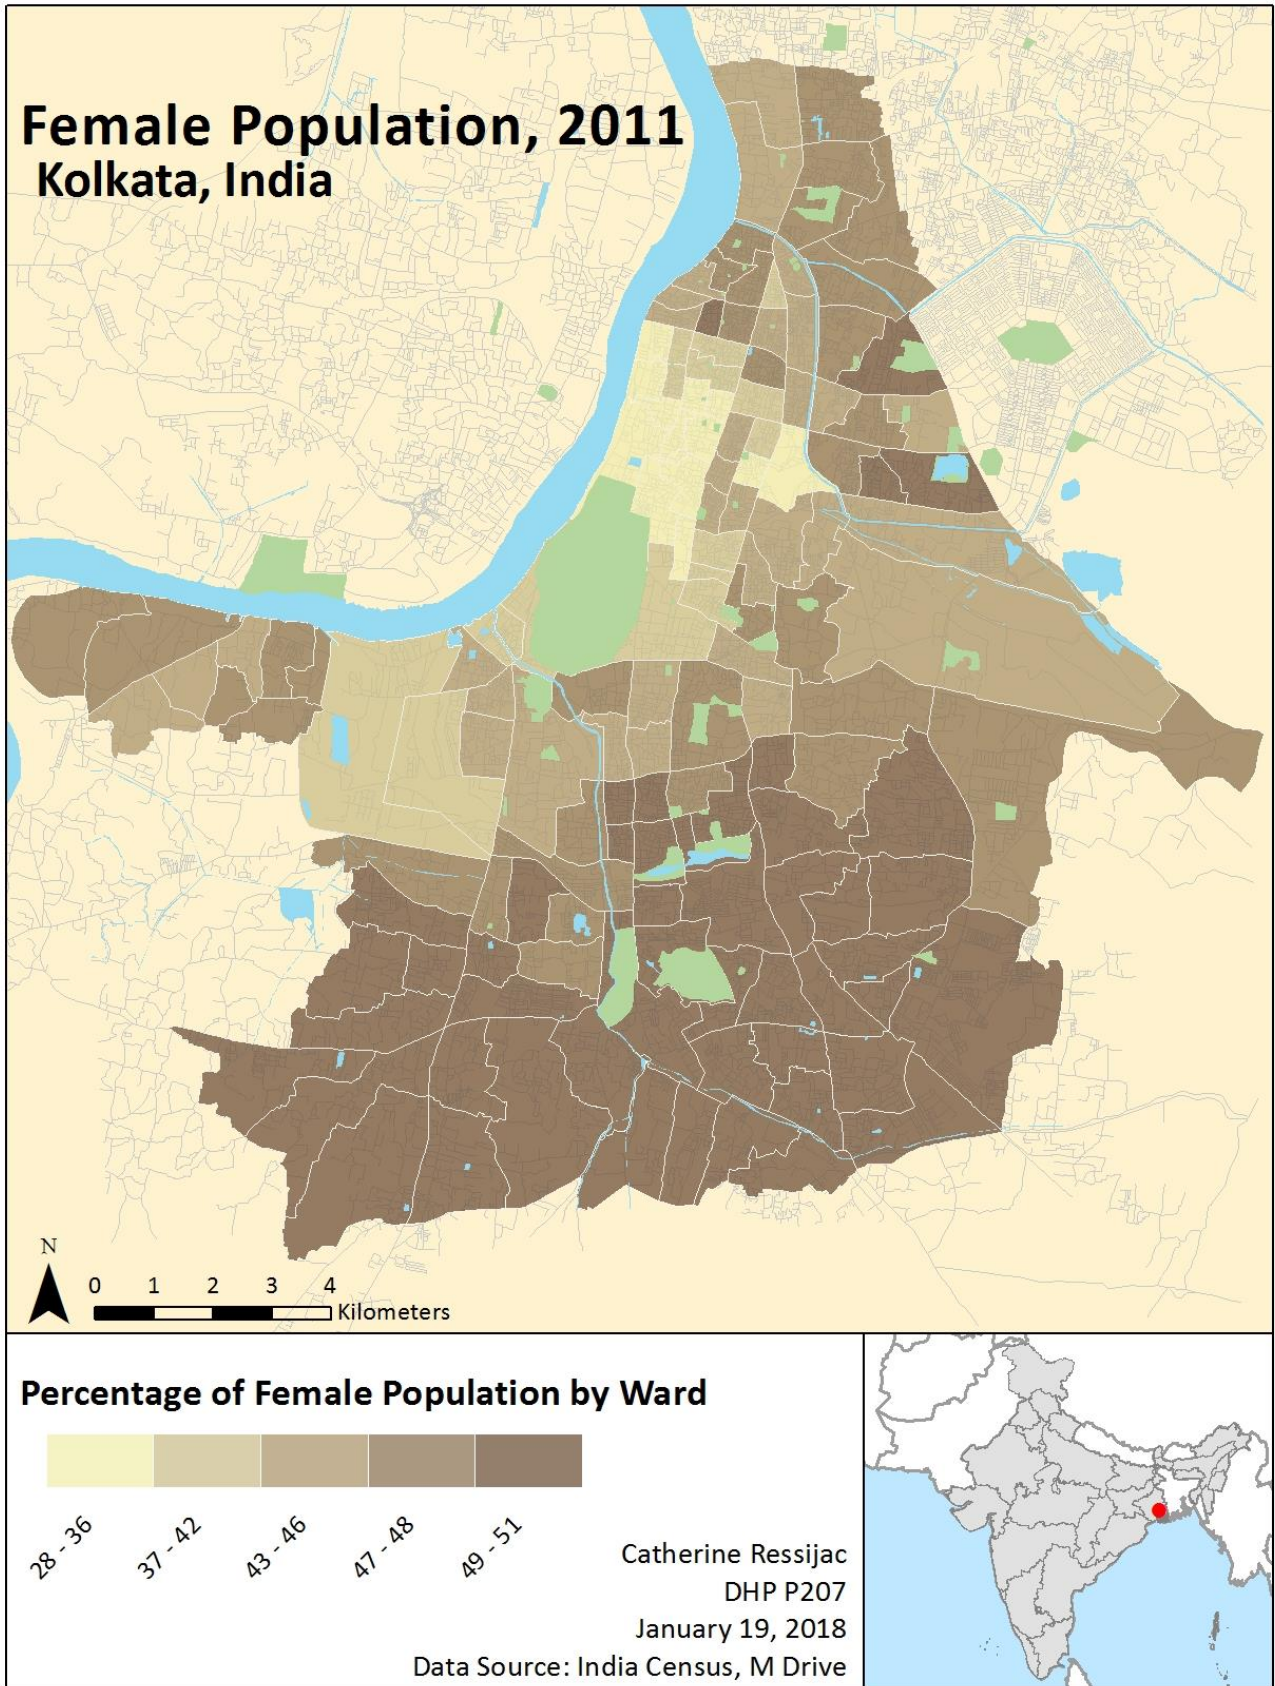 Female Population, 2011
Kolkata, India
N
0 1 2 3 4
Kilometers
Percentage of Female Population by Ward
28 - 36
37 - 42
43 - 46
47 - 48
49 - 51
Catherine Ressijac
DHP P207
January 19, 2018
Data Source: India Census, M Drive